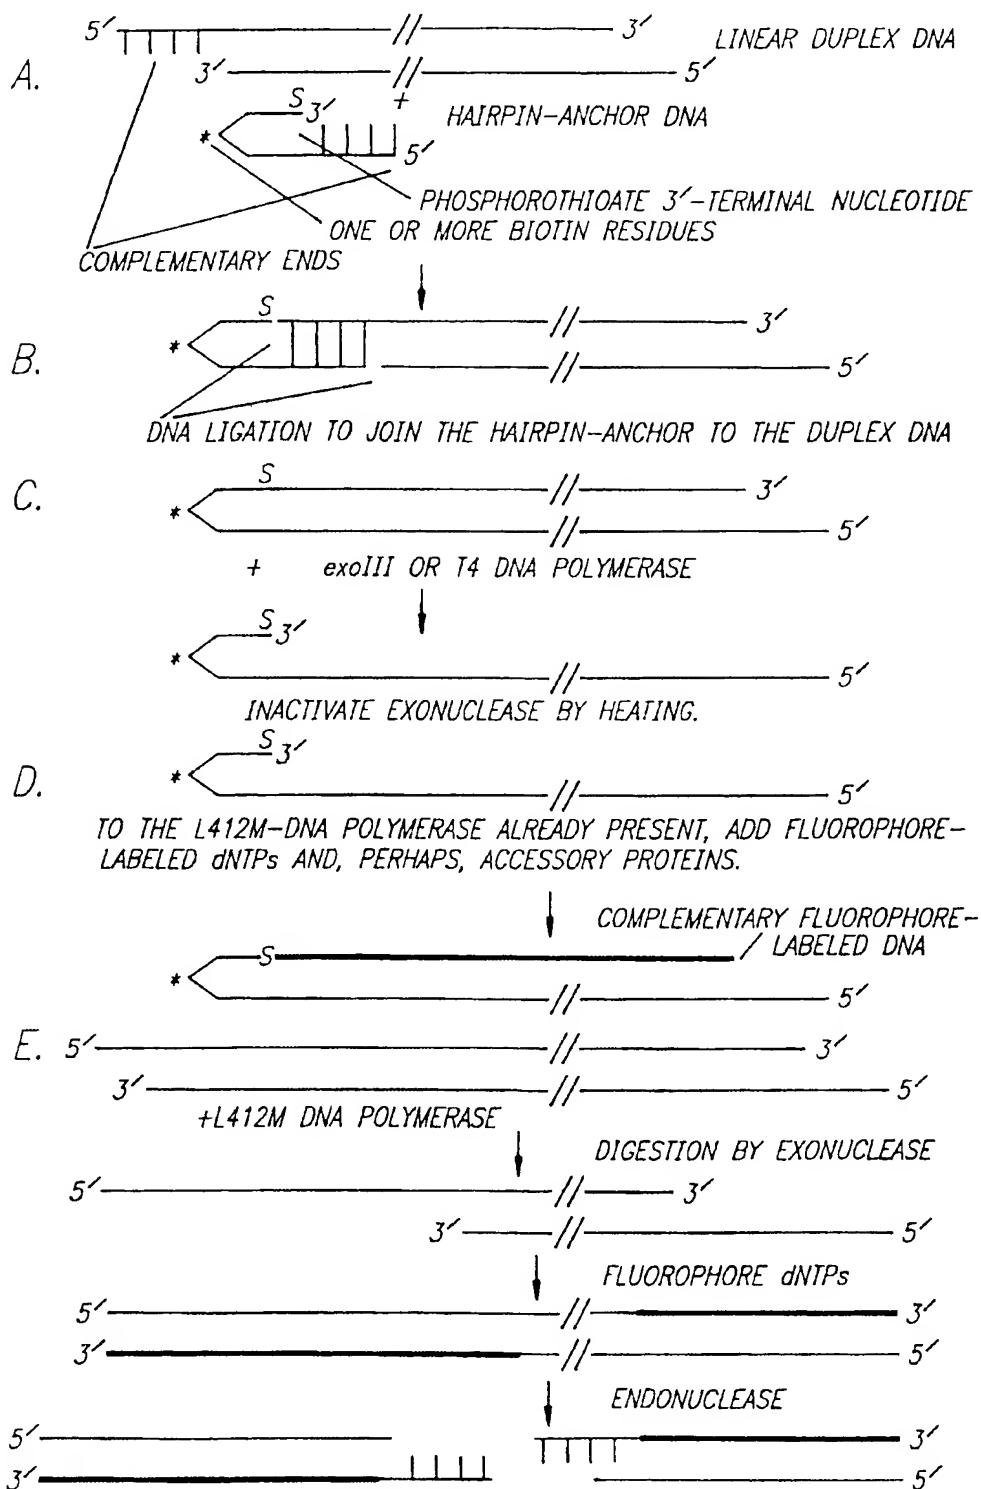 5′ 3′ LINEAR DUPLEX DNA
A. 3′ 5′
+
S 3′ HAIRPIN-ANCHOR DNA
* 5′
PHOSPHOROTHIOATE 3′-TERMINAL NUCLEOTIDE
ONE OR MORE BIOTIN RESIDUES
COMPLEMENTARY ENDS
S 3′
B. * 5′
DNA LIGATION TO JOIN THE HAIRPIN-ANCHOR TO THE DUPLEX DNA
C. S 3′
* 5′
+ exoIII OR T4 DNA POLYMERASE
S 3′
* 5′
INACTIVATE EXONUCLEASE BY HEATING.
S 3′
D. * 5′
TO THE L412M-DNA POLYMERASE ALREADY PRESENT, ADD FLUOROPHORE-
LABELED dNTPs AND, PERHAPS, ACCESSORY PROTEINS.
COMPLEMENTARY FLUOROPHORE-
LABELED DNA
S
* 5′
E. 5′ 3′
3′ 5′
+L412M DNA POLYMERASE
DIGESTION BY EXONUCLEASE
5′ 3′
3′ 5′
FLUOROPHORE dNTPs
5′ 3′
3′ 5′
ENDONUCLEASE
5′ 3′
3′ 5′